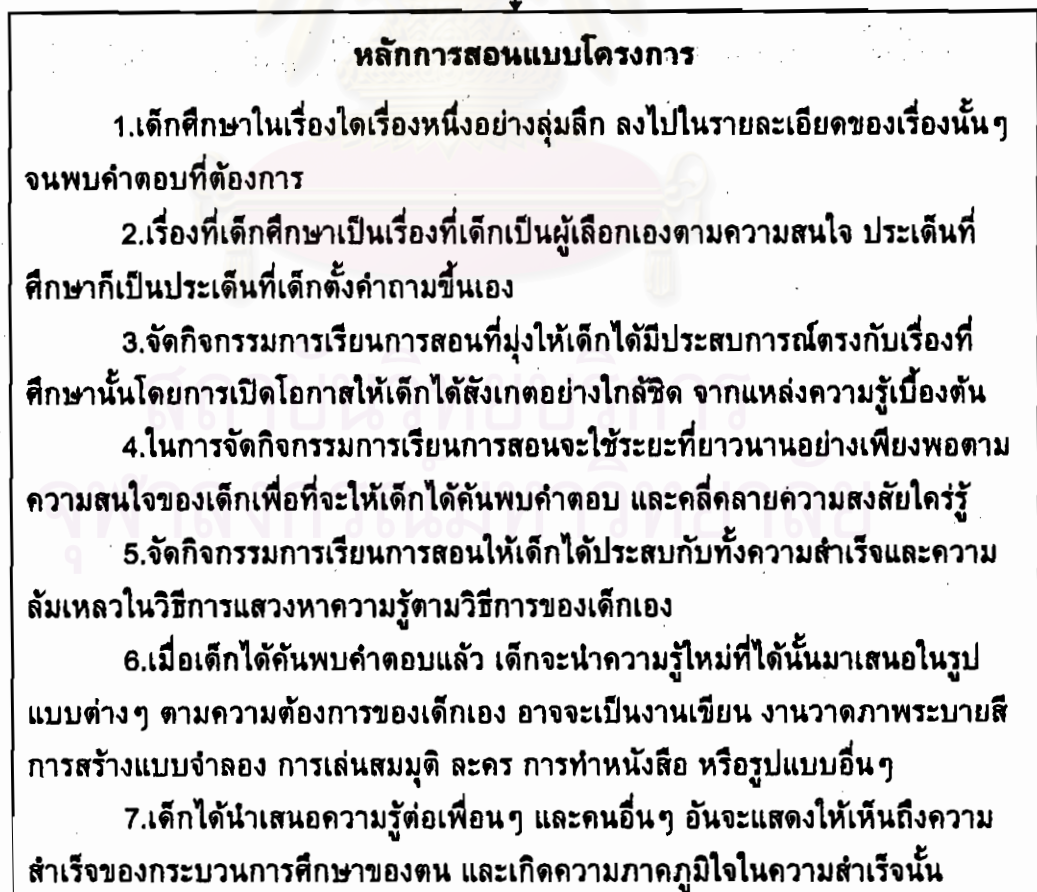 หลักการสอนแบบโครงการ
1.เด็กศึกษาในเรื่องใดเรื่องหนึ่งอย่างลุ่มลึก ลงไปในรายละเอียดของเรื่องนั้นๆ
จนพบคำตอบที่ต้องการ
2.เรื่องที่เด็กศึกษาเป็นเรื่องที่เด็กเป็นผู้เลือกเองตามความสนใจ ประเด็นที่
ศึกษาก็เป็นประเด็นที่เด็กตั้งคำถามขึ้นเอง
3.จัดกิจกรรมการเรียนการสอนที่มุ่งให้เด็กได้มีประสบการณ์ตรงกับเรื่องที่
ศึกษานั้นโดยการเปิดโอกาสให้เด็กได้สังเกตอย่างใกล้ชิด จากแหล่งความรู้เบื้องต้น
สถาบันวิทยบริการ
4.ในการจัดกิจกรรมการเรียนการสอนจะใช้ระยะที่ยาวนานอย่างเพียงพอตาม
ความสนใจของเด็กเพื่อที่จะให้เด็กได้ค้นพบคำตอบ และคลี่คลายความสงสัยใคร่รู้
จุฬาลงกรณ์มหาวิทยาลัย
5.จัดกิจกรรมการเรียนการสอนให้เด็กได้ประสบกับทั้งความสำเร็จและความ
ล้มเหลวในวิธีการแสวงหาความรู้ตามวิธีการของเด็กเอง
6.เมื่อเด็กได้ค้นพบคำตอบแล้ว เด็กจะนำความรู้ใหม่ที่ได้นั้นมาเสนอในรูป
แบบต่างๆ ตามความต้องการของเด็กเอง อาจจะเป็นงานเขียน งานวาดภาพระบายสี
การสร้างแบบจำลอง การเล่นสมมุติ ละคร การทำหนังสือ หรือรูปแบบอื่นๆ
7.เด็กได้นำเสนอความรู้ต่อเพื่อนๆ และคนอื่นๆ อันจะแสดงให้เห็นถึงความ
สำเร็จของกระบวนการศึกษาของตน และเกิดความภาคภูมิใจในความสำเร็จนั้น